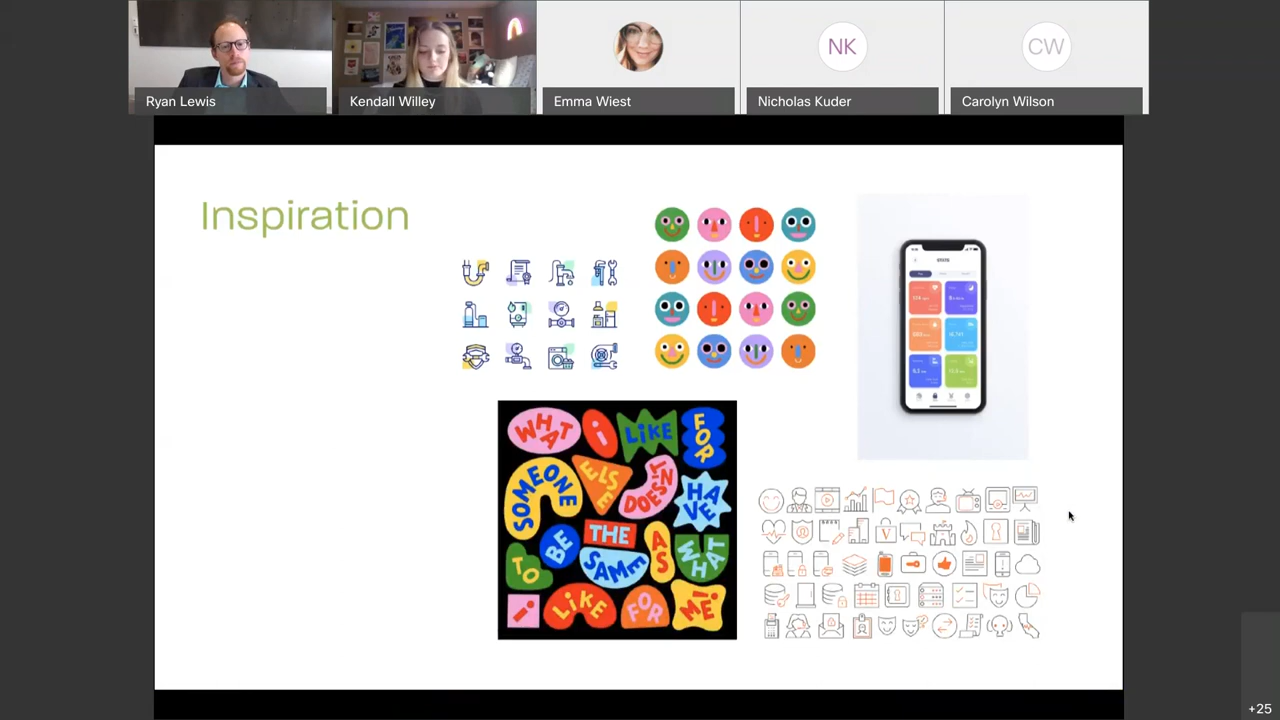 Ryan Lewis
Kendall Willey
Emma Wiest
NK
Nicholas Kuder
CW
Carolyn Wilson
Inspiration
WHAT i LiKE FOR
SOMEONE ELSE DOESN'T HAVE
TO BE THE SAME AS WHAT
i LiKE FOR ME!
+25